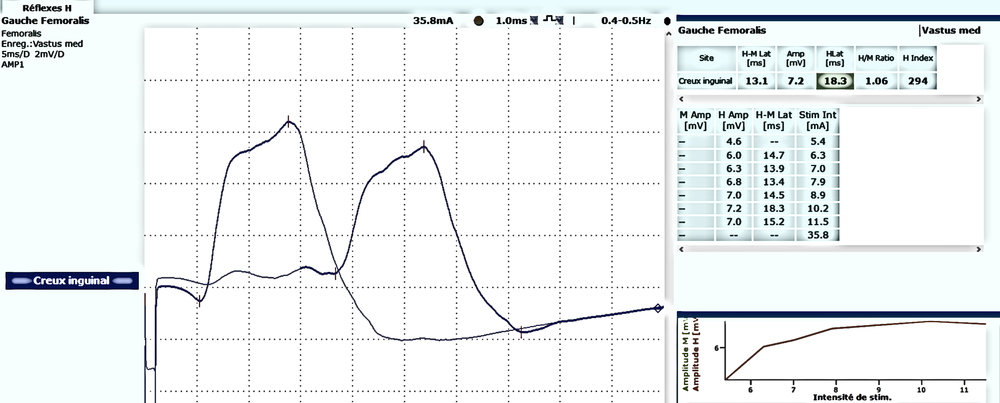 Réflexes H
Gauche Femoralis
Femoralis
Enreg.:Vastus med
5ms/D 2mV/D
AMP1
35.8mA 1.0ms 0.4-0.5Hz
Creux inguinal
Gauche Femoralis Vastus med
Site H-M Lat [ms] Amp [mV] HLat [ms] H/M Ratio H Index
Creux inguinal 13.1 7.2 18.3 1.06 294
M Amp [mV] H Amp [mV] H-M Lat [ms] Stim Int [mA]
-- 4.6 -- 5.4
-- 6.0 14.7 6.3
-- 6.3 13.9 7.0
-- 6.8 13.4 7.9
-- 7.0 14.5 8.9
-- 7.2 18.3 10.2
-- 7.0 15.2 11.5
-- -- -- 35.8
Amplitude M [mV
Amplitude H [mV
6
6 7 8 9 10 11
Intensité de stim.